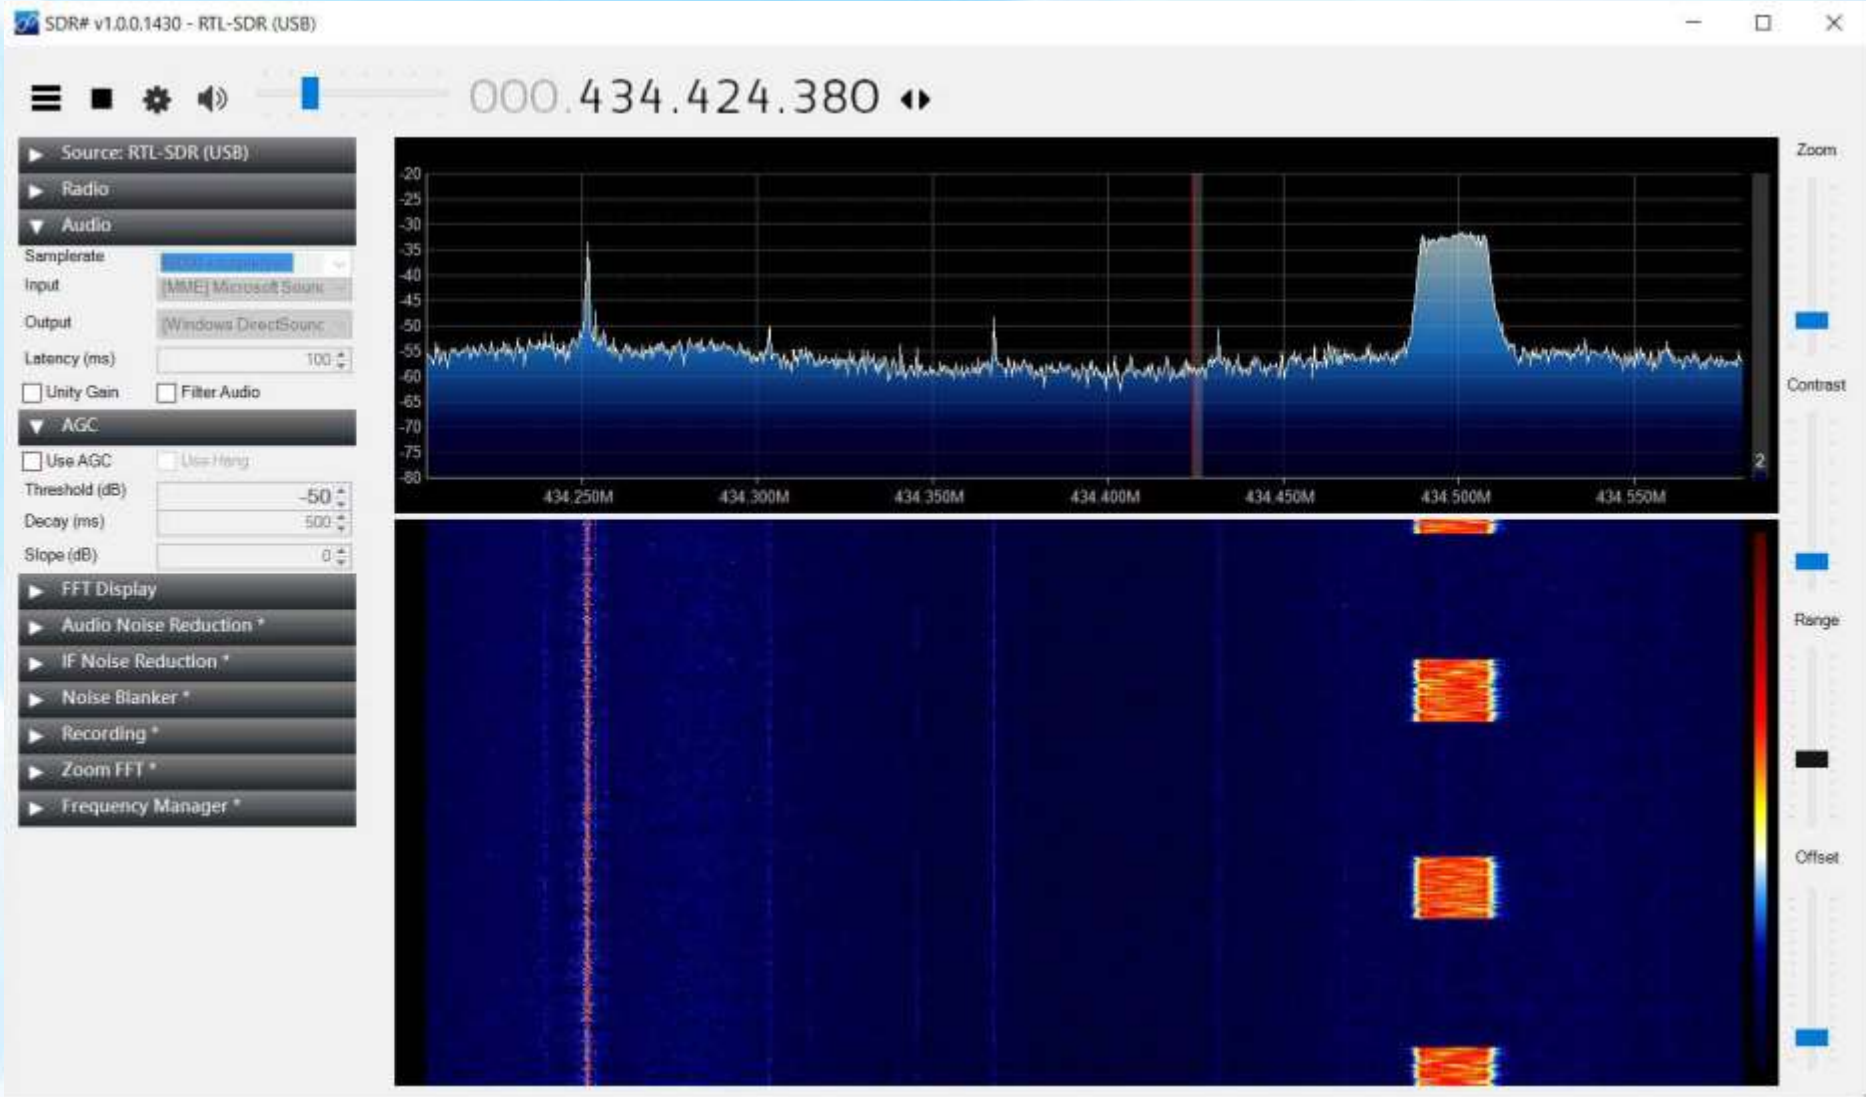 SDR# v1.0.0.1430 - RTL-SDR (USB)
000.434.424.380
Source: RTL-SDR (USB)
Radio
Audio
Samplerate
Input [MME] Microsoft Sounc
Output [Windows DirectSounc
Latency (ms) 100
Unity Gain Filter Audio
AGC
Use AGC Use Hang
Threshold (dB) -50
Decay (ms) 500
Slope (dB) 0
FFT Display
Audio Noise Reduction *
IF Noise Reduction *
Noise Blanker *
Recording *
Zoom FFT *
Frequency Manager *
-20
-25
-30
-35
-40
-45
-50
-55
-60
-65
-70
-75
-80
2
434.250M 434.300M 434.350M 434.400M 434.450M 434.500M 434.550M
Zoom
Contrast
Range
Offset